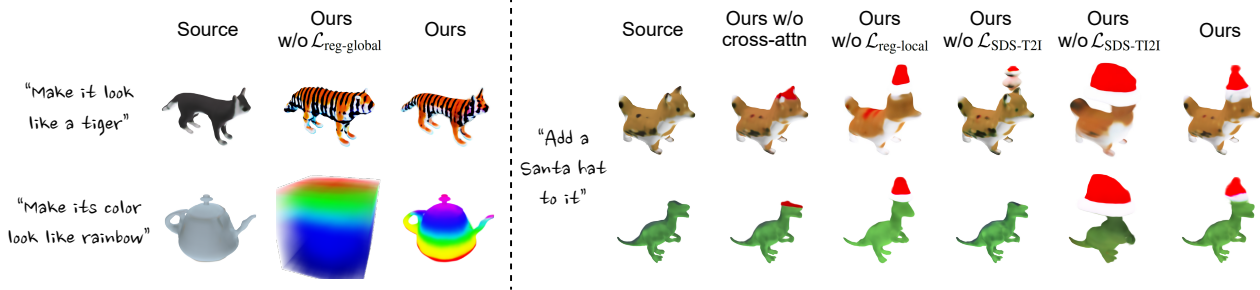 Source
Ours
w/o ℒreg-global
Ours
"Make it look
like a tiger"
"Make its color
look like rainbow"
Source
Ours w/o
cross-attn
Ours
w/o ℒreg-local
Ours
w/o ℒSDS-T2I
Ours
w/o ℒSDS-TI2I
Ours
"Add a
Santa hat
to it"